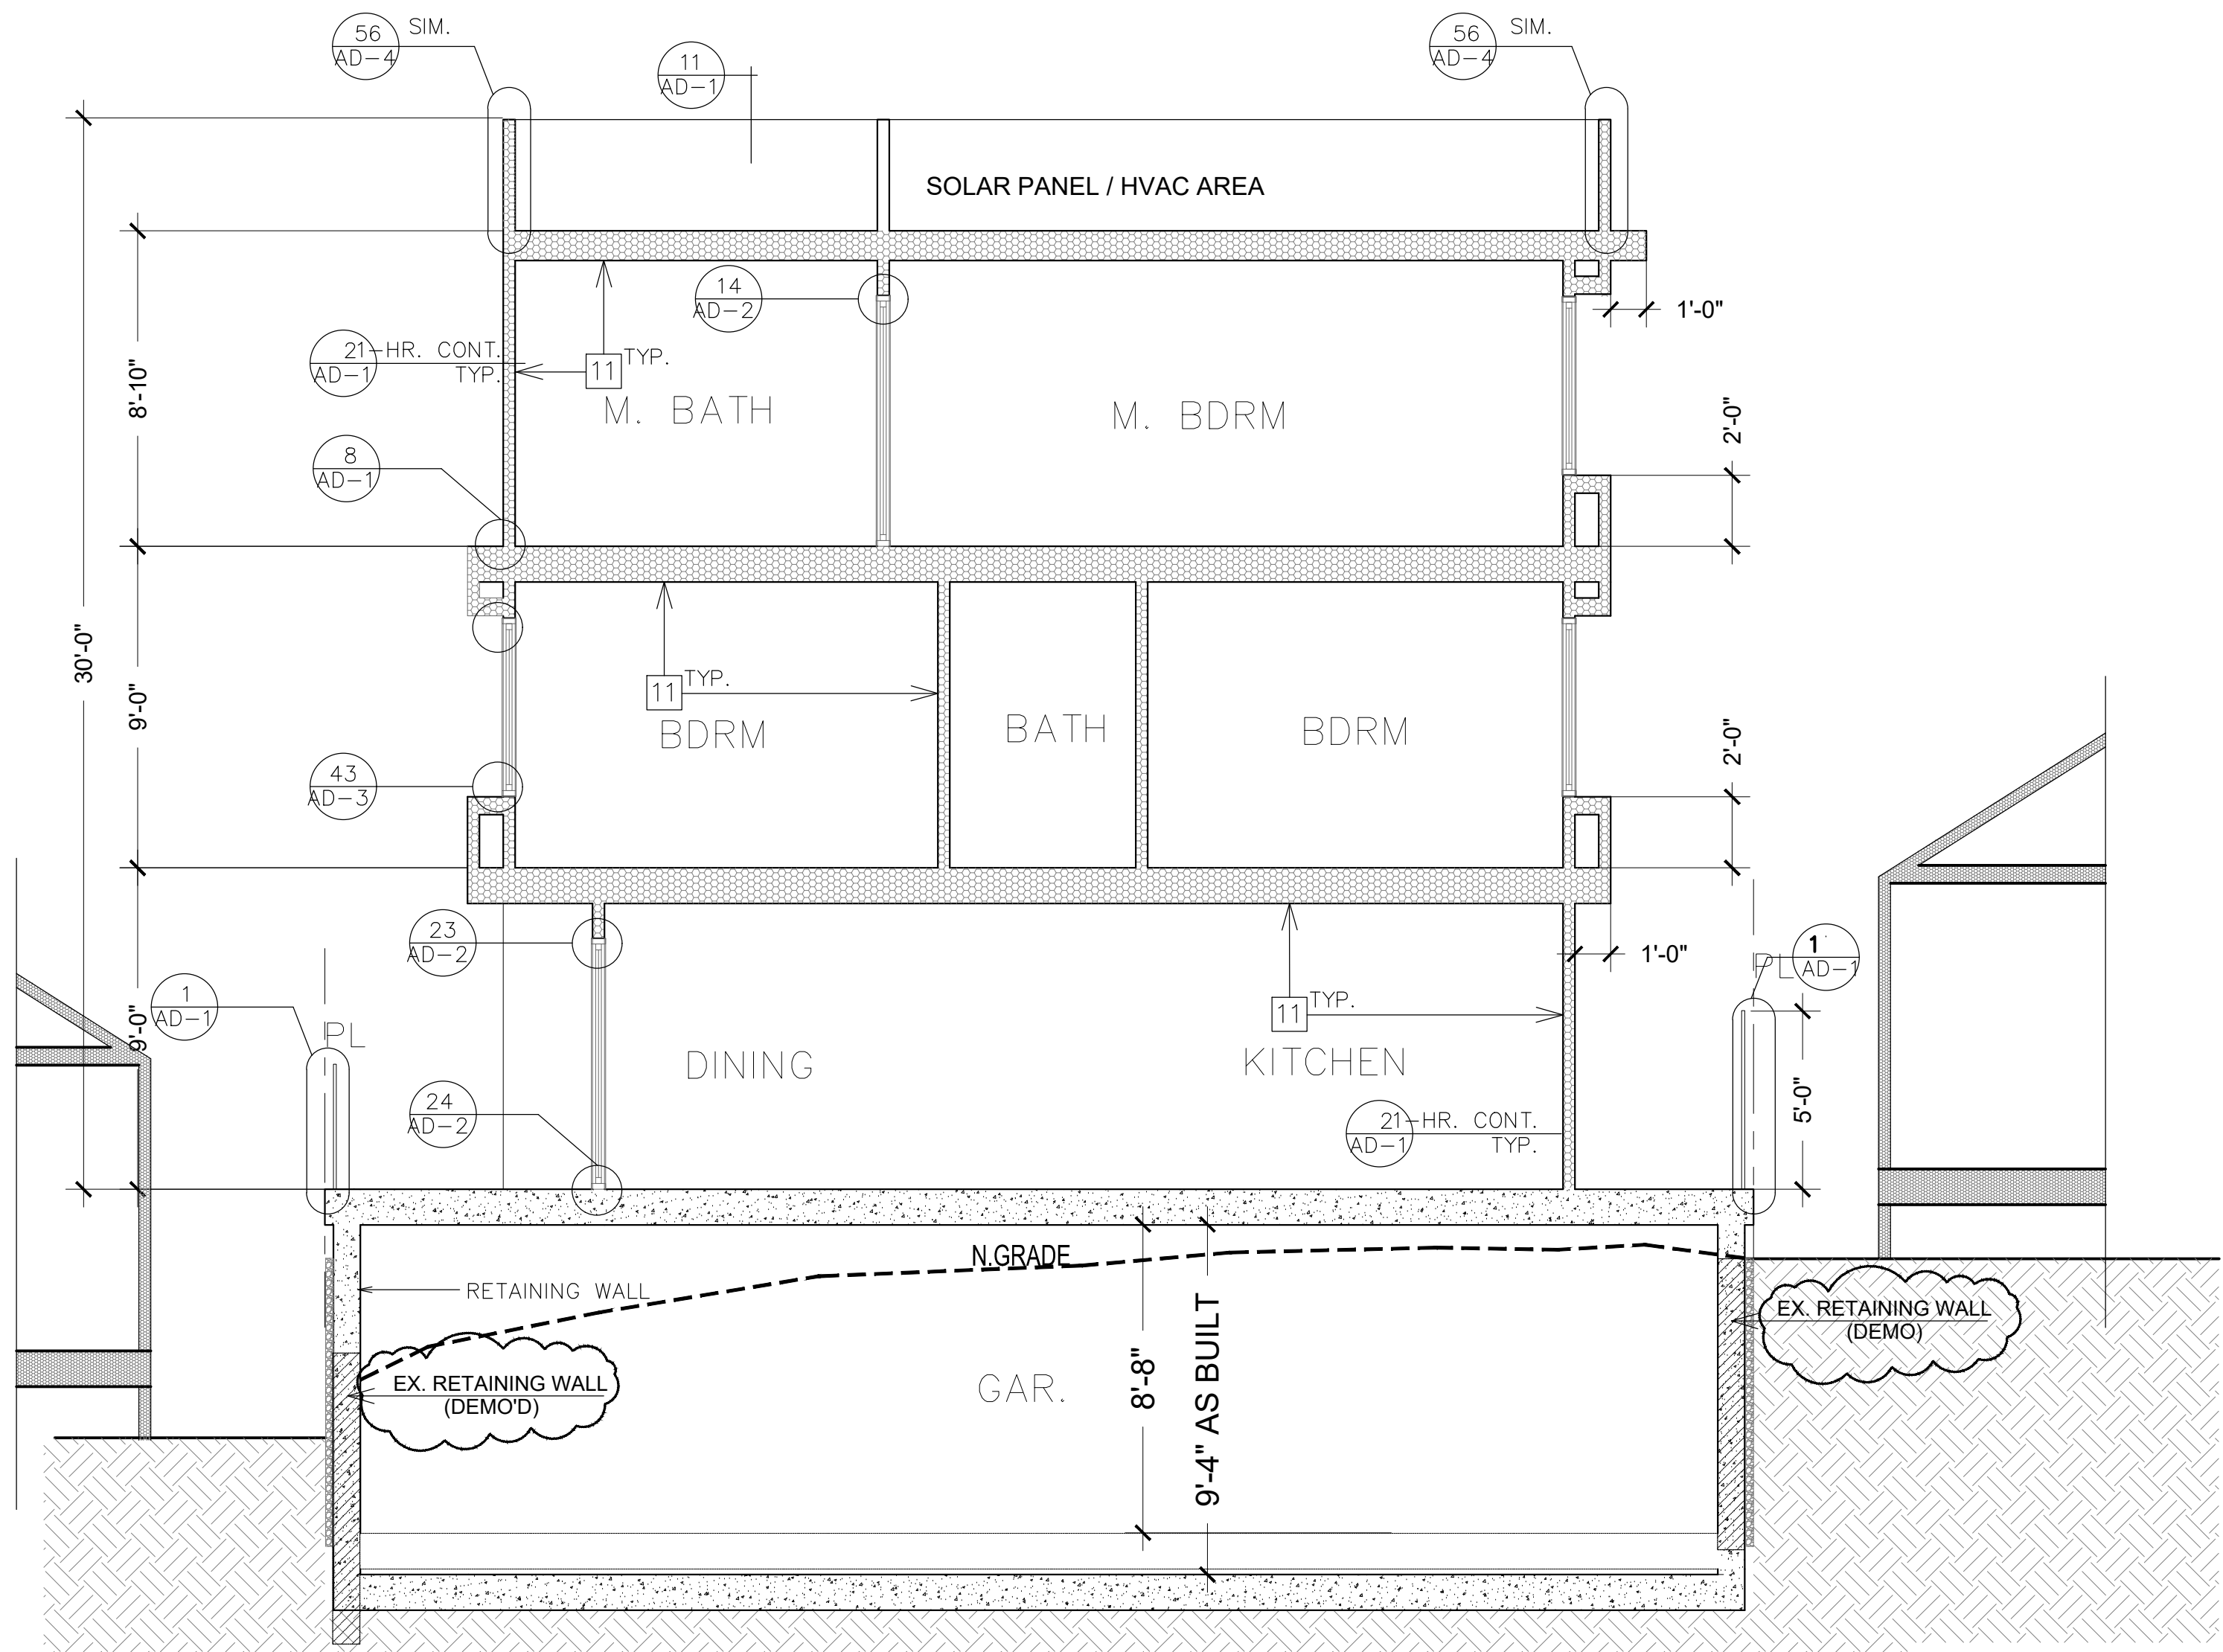 56
AD-4
SIM.
11
AD-1
56
AD-4
SIM.
SOLAR PANEL / HVAC AREA
14
AD-2
1'-0"
21-HR. CONT.
AD-1 TYP.
11 TYP.
8'-10"
M. BATH
M. BDRM
2'-0"
8
AD-1
30'-0"
9'-0"
11 TYP.
BDRM
BATH
BDRM
2'-0"
43
AD-3
23
AD-2
1'-0"
1
AD-1
PL
1
AD-1
PL
9'-0"
11 TYP.
DINING
KITCHEN
5'-0"
24
AD-2
21-HR. CONT.
AD-1 TYP.
N.GRADE
RETAINING WALL
EX. RETAINING WALL
(DEMO)
8'-8"
9'-4" AS BUILT
EX. RETAINING WALL
(DEMO'D)
GAR.